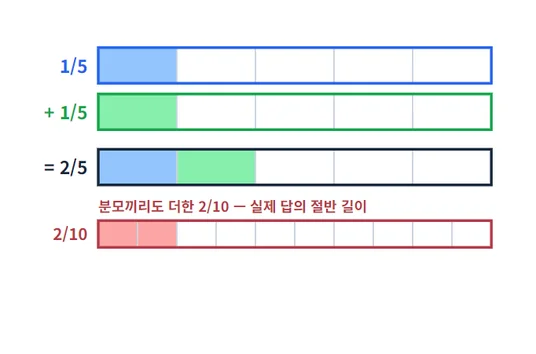 1/5
+ 1/5
= 2/5
분모끼리도 더한 2/10 — 실제 답의 절반 길이
2/10